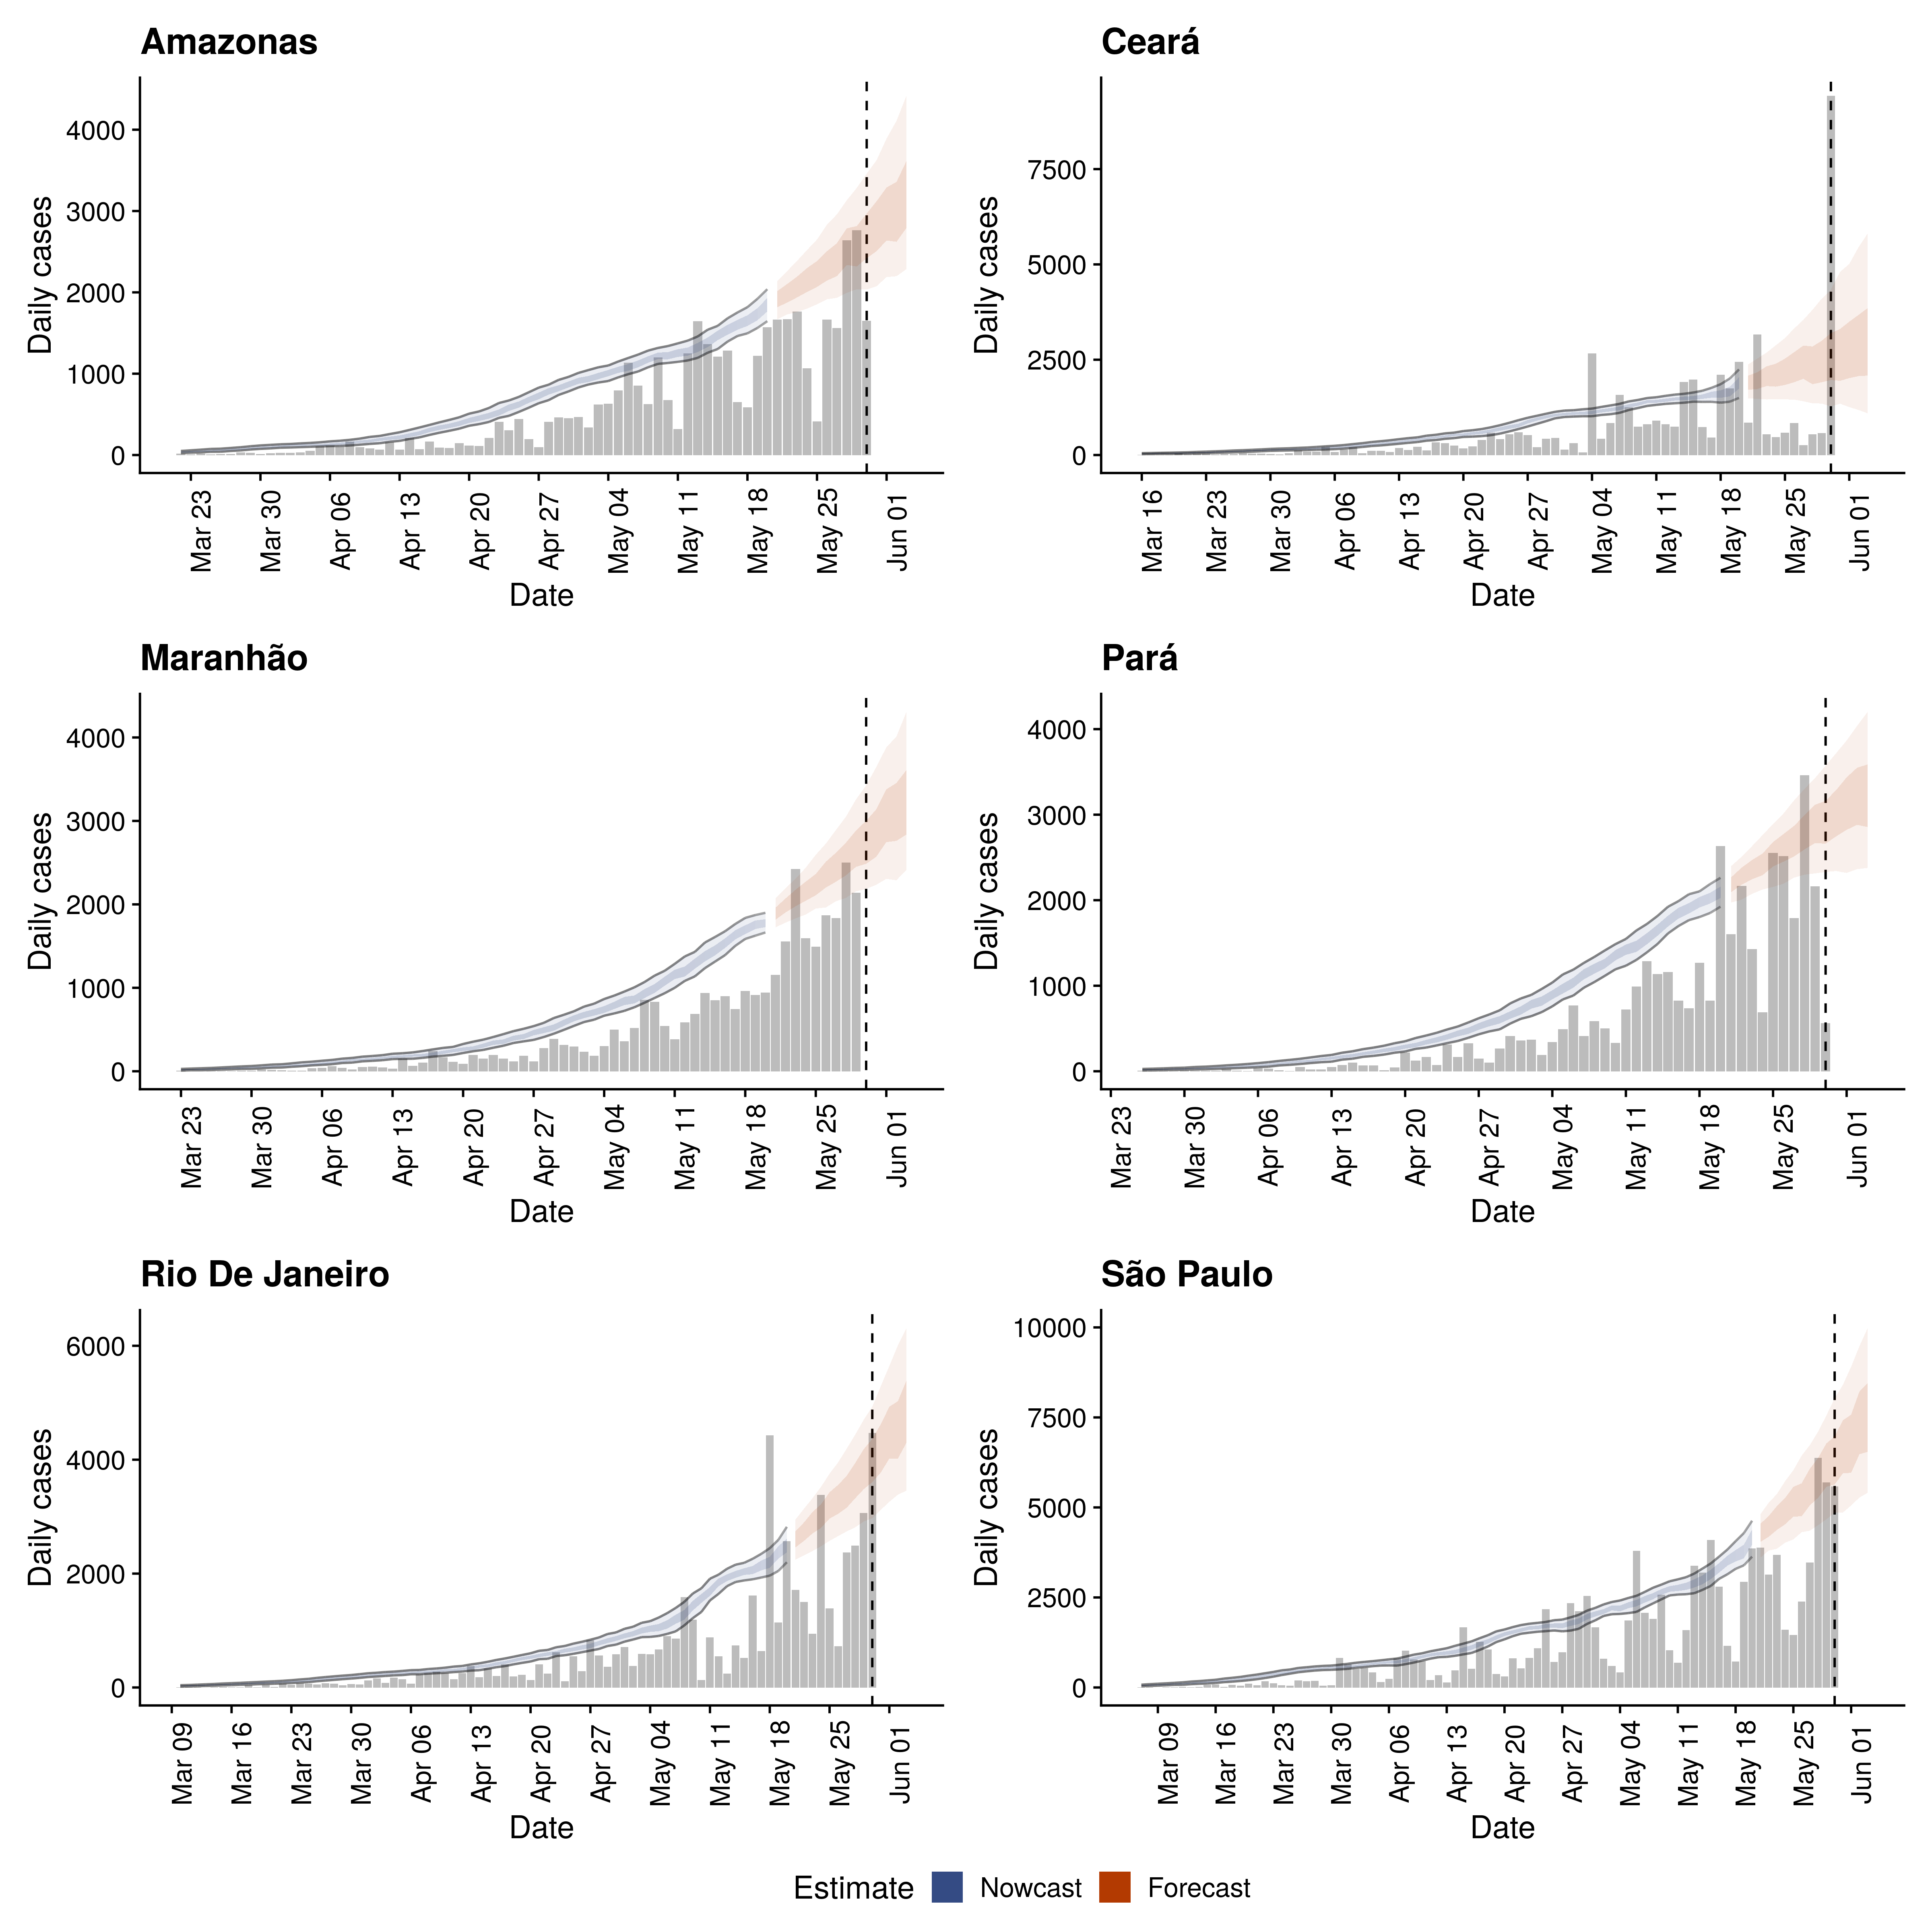 Amazonas
Daily cases
4000
3000
2000
1000
0
Mar 23
Mar 30
Apr 06
Apr 13
Apr 20
Apr 27
May 04
May 11
May 18
May 25
Jun 01
Date
Ceará
Daily cases
7500
5000
2500
0
Mar 16
Mar 23
Mar 30
Apr 06
Apr 13
Apr 20
Apr 27
May 04
May 11
May 18
May 25
Jun 01
Date
Maranhão
Daily cases
4000
3000
2000
1000
0
Mar 23
Mar 30
Apr 06
Apr 13
Apr 20
Apr 27
May 04
May 11
May 18
May 25
Jun 01
Date
Pará
Daily cases
4000
3000
2000
1000
0
Mar 23
Mar 30
Apr 06
Apr 13
Apr 20
Apr 27
May 04
May 11
May 18
May 25
Jun 01
Date
Rio De Janeiro
Daily cases
6000
4000
2000
0
Mar 09
Mar 16
Mar 23
Mar 30
Apr 06
Apr 13
Apr 20
Apr 27
May 04
May 11
May 18
May 25
Jun 01
Date
São Paulo
Daily cases
10000
7500
5000
2500
0
Mar 09
Mar 16
Mar 23
Mar 30
Apr 06
Apr 13
Apr 20
Apr 27
May 04
May 11
May 18
May 25
Jun 01
Date
Estimate Nowcast Forecast